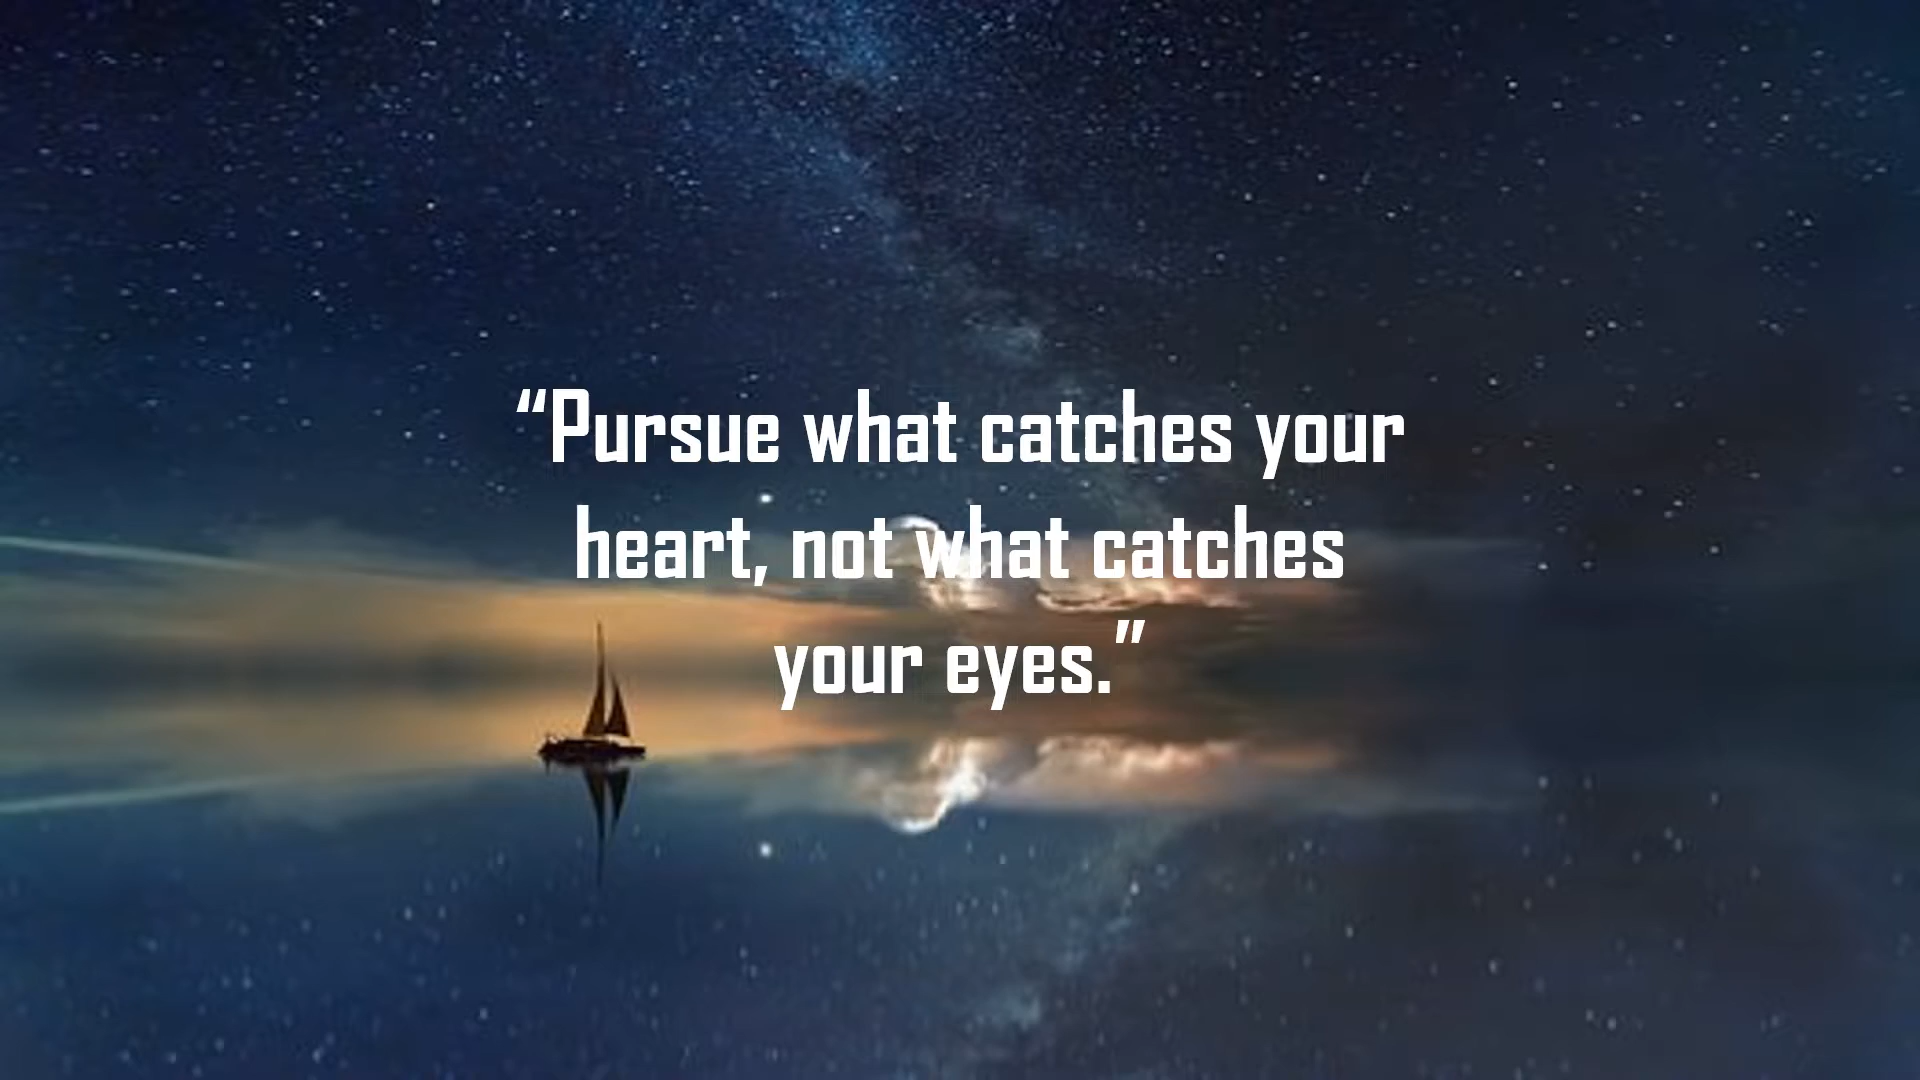 “Pursue what catches your
heart, not what catches
your eyes.”